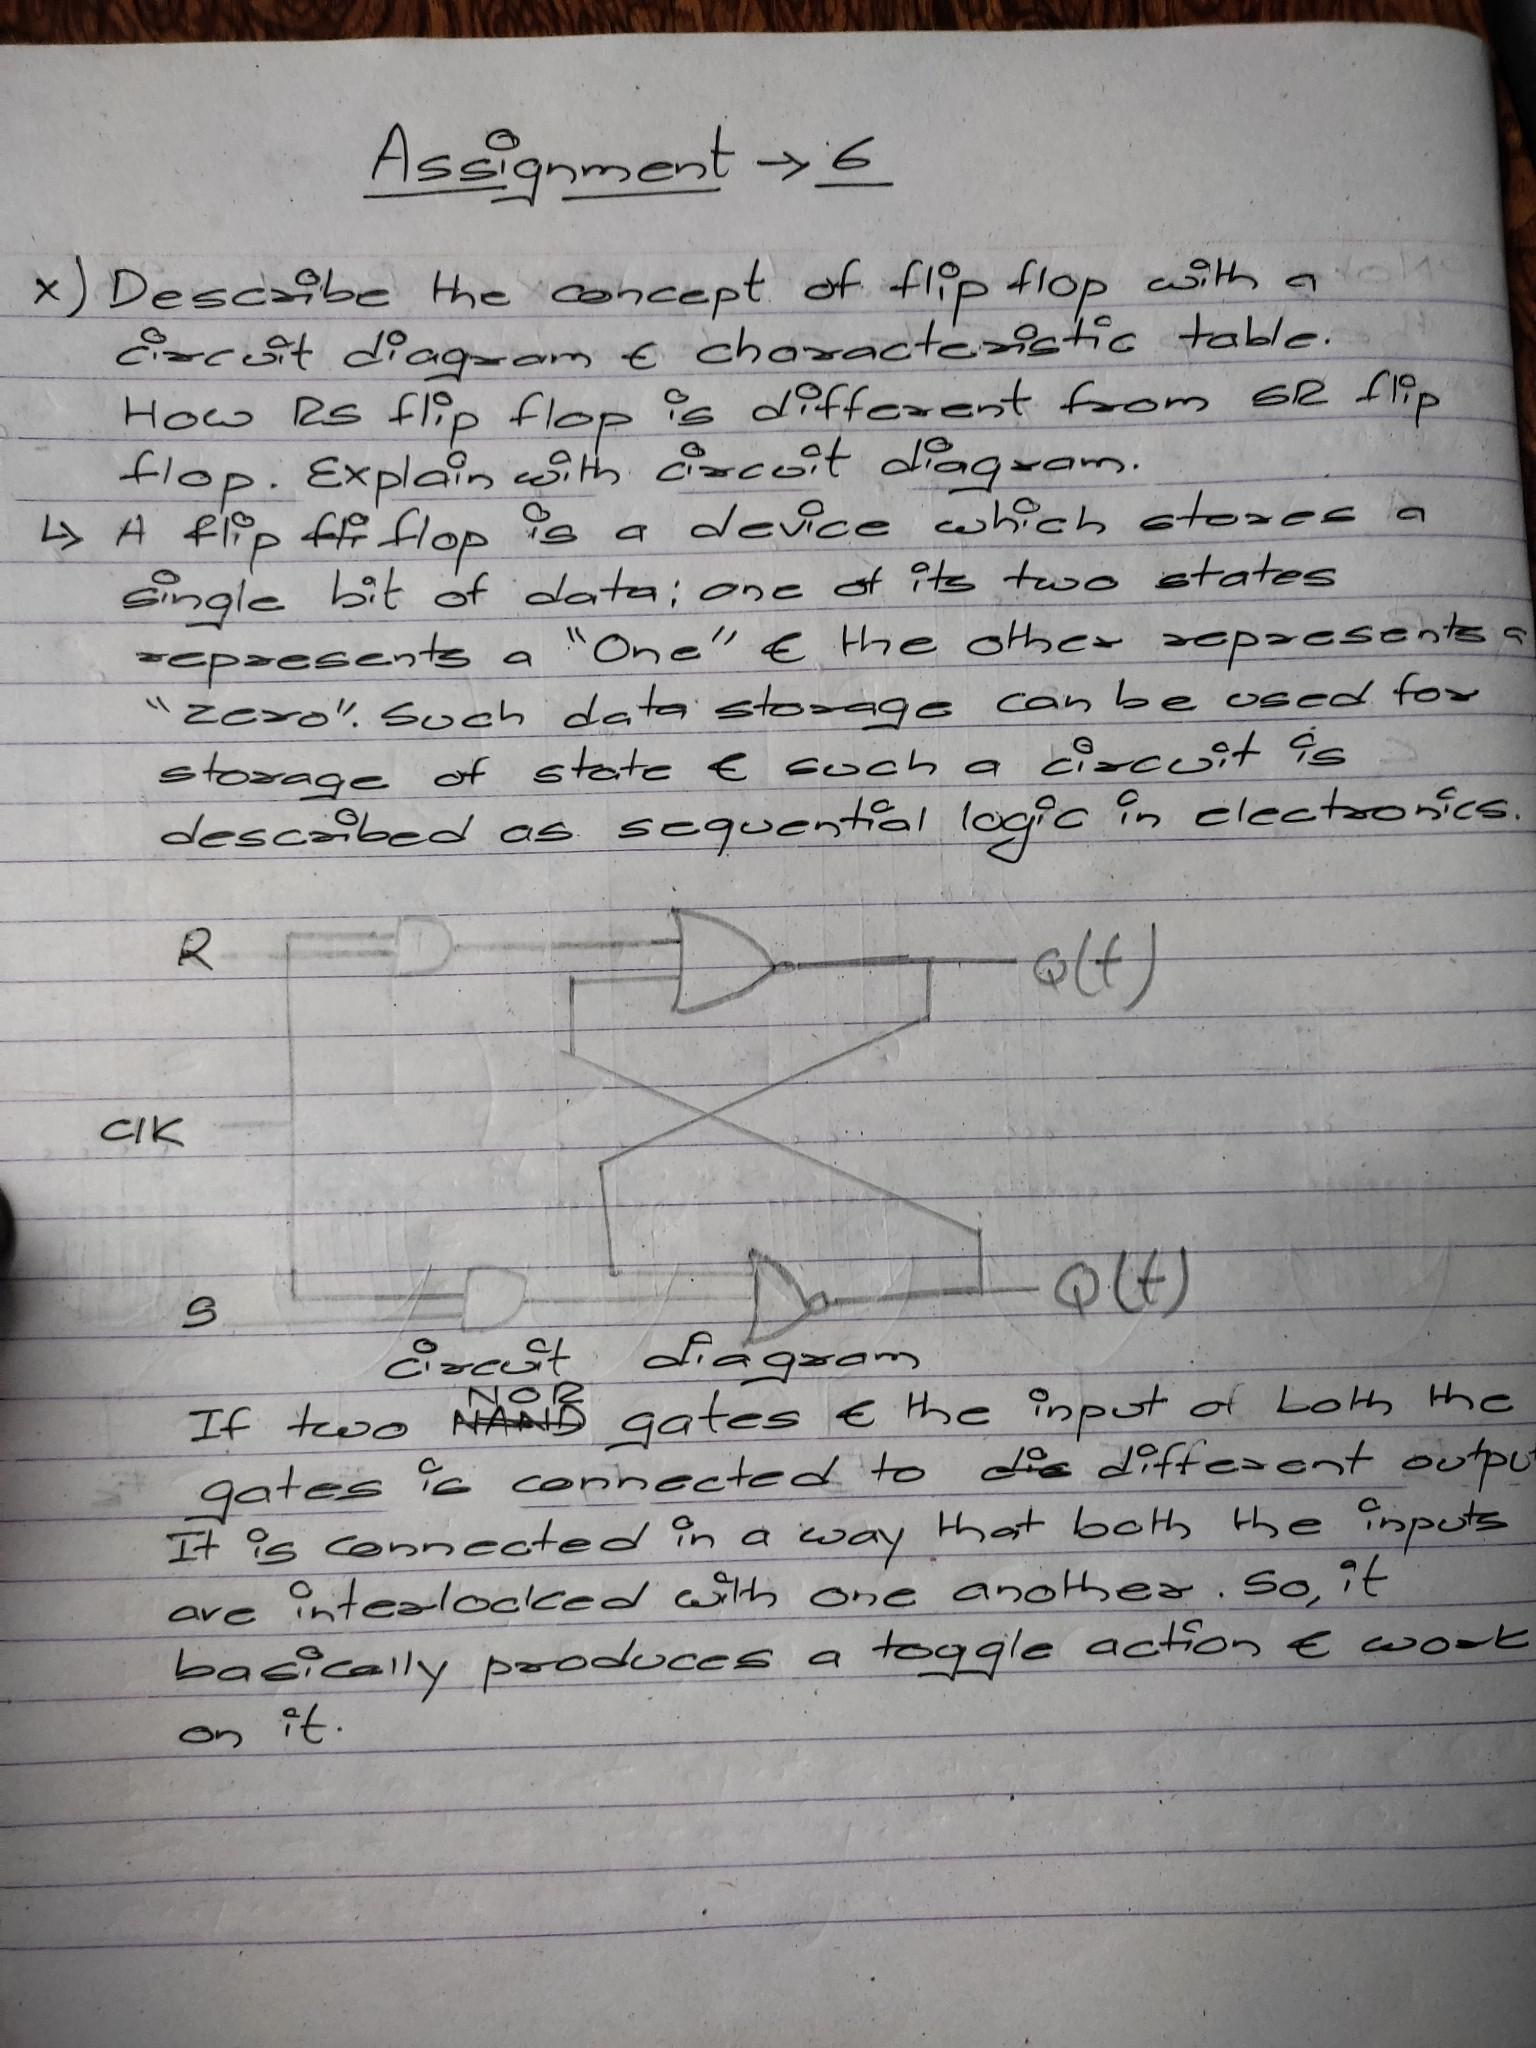 Assignment → 6
x) Describe the concept of flip flop with a
circuit diagram & characteristic table.
How RS flip flop is different from SR flip
flop. Explain with circuit diagram.
↳ A flip flop is a device which stores a
single bit of data; one of its two states
represents a "One" & the other represents a
"zero". Such data storage can be used for
storage of state & such a circuit is
described as sequential logic in electronics.
R
Q(t)
ClK
S
Q(t)
circuit diagram
NOR
If two NAND gates & the input of both the
gates is connected to different outpu
It is connected in a way that both the inputs
are interlocked with one another. So, it
basically produces a toggle action & work
on it.